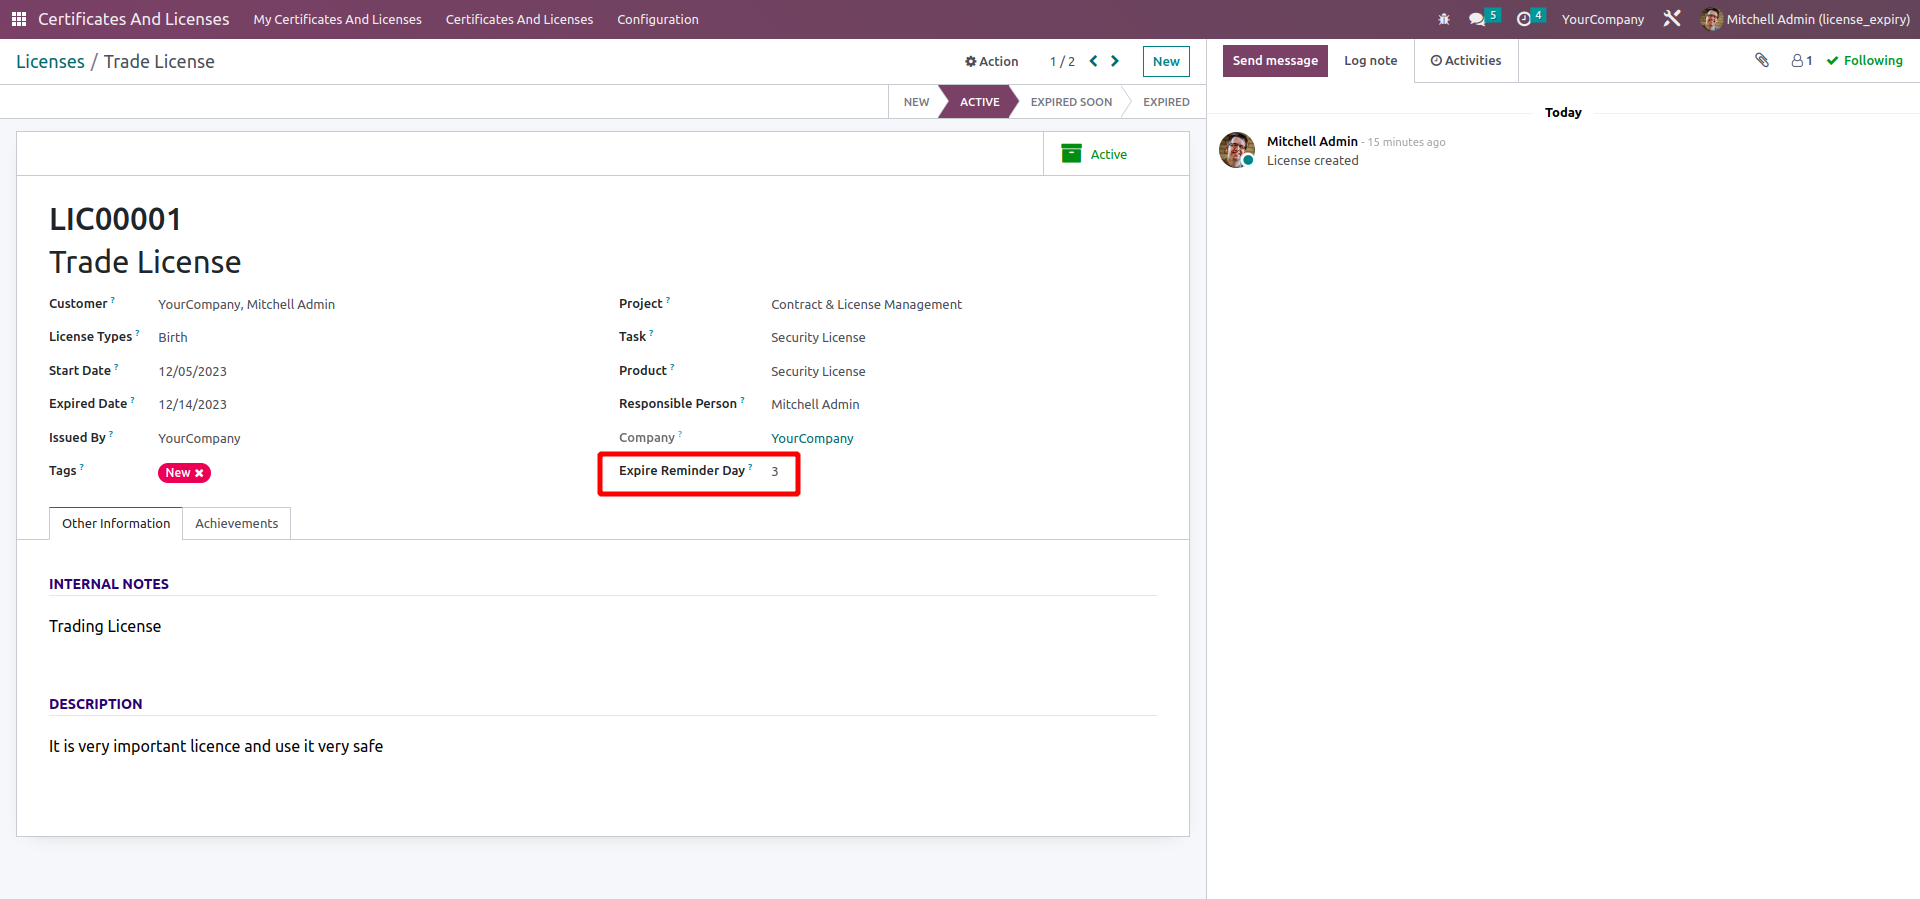 Certificates And Licenses My Certificates And Licenses Certificates And Licenses Configuration 5 4 YourCompany Mitchell Admin (license_expiry)
Licenses / Trade License Action 1 / 2 New
Send message Log note Activities 1 Following
NEW ACTIVE EXPIRED SOON EXPIRED
Today
Active
Mitchell Admin - 15 minutes ago
License created
LIC00001
Trade License
Customer ? YourCompany, Mitchell Admin Project ? Contract & License Management
License Types ? Birth Task ? Security License
Start Date ? 12/05/2023 Product ? Security License
Expired Date ? 12/14/2023 Responsible Person ? Mitchell Admin
Issued By ? YourCompany Company ? YourCompany
Tags ? New Expire Reminder Day ? 3
Other Information Achievements
INTERNAL NOTES
Trading License
DESCRIPTION
It is very important licence and use it very safe